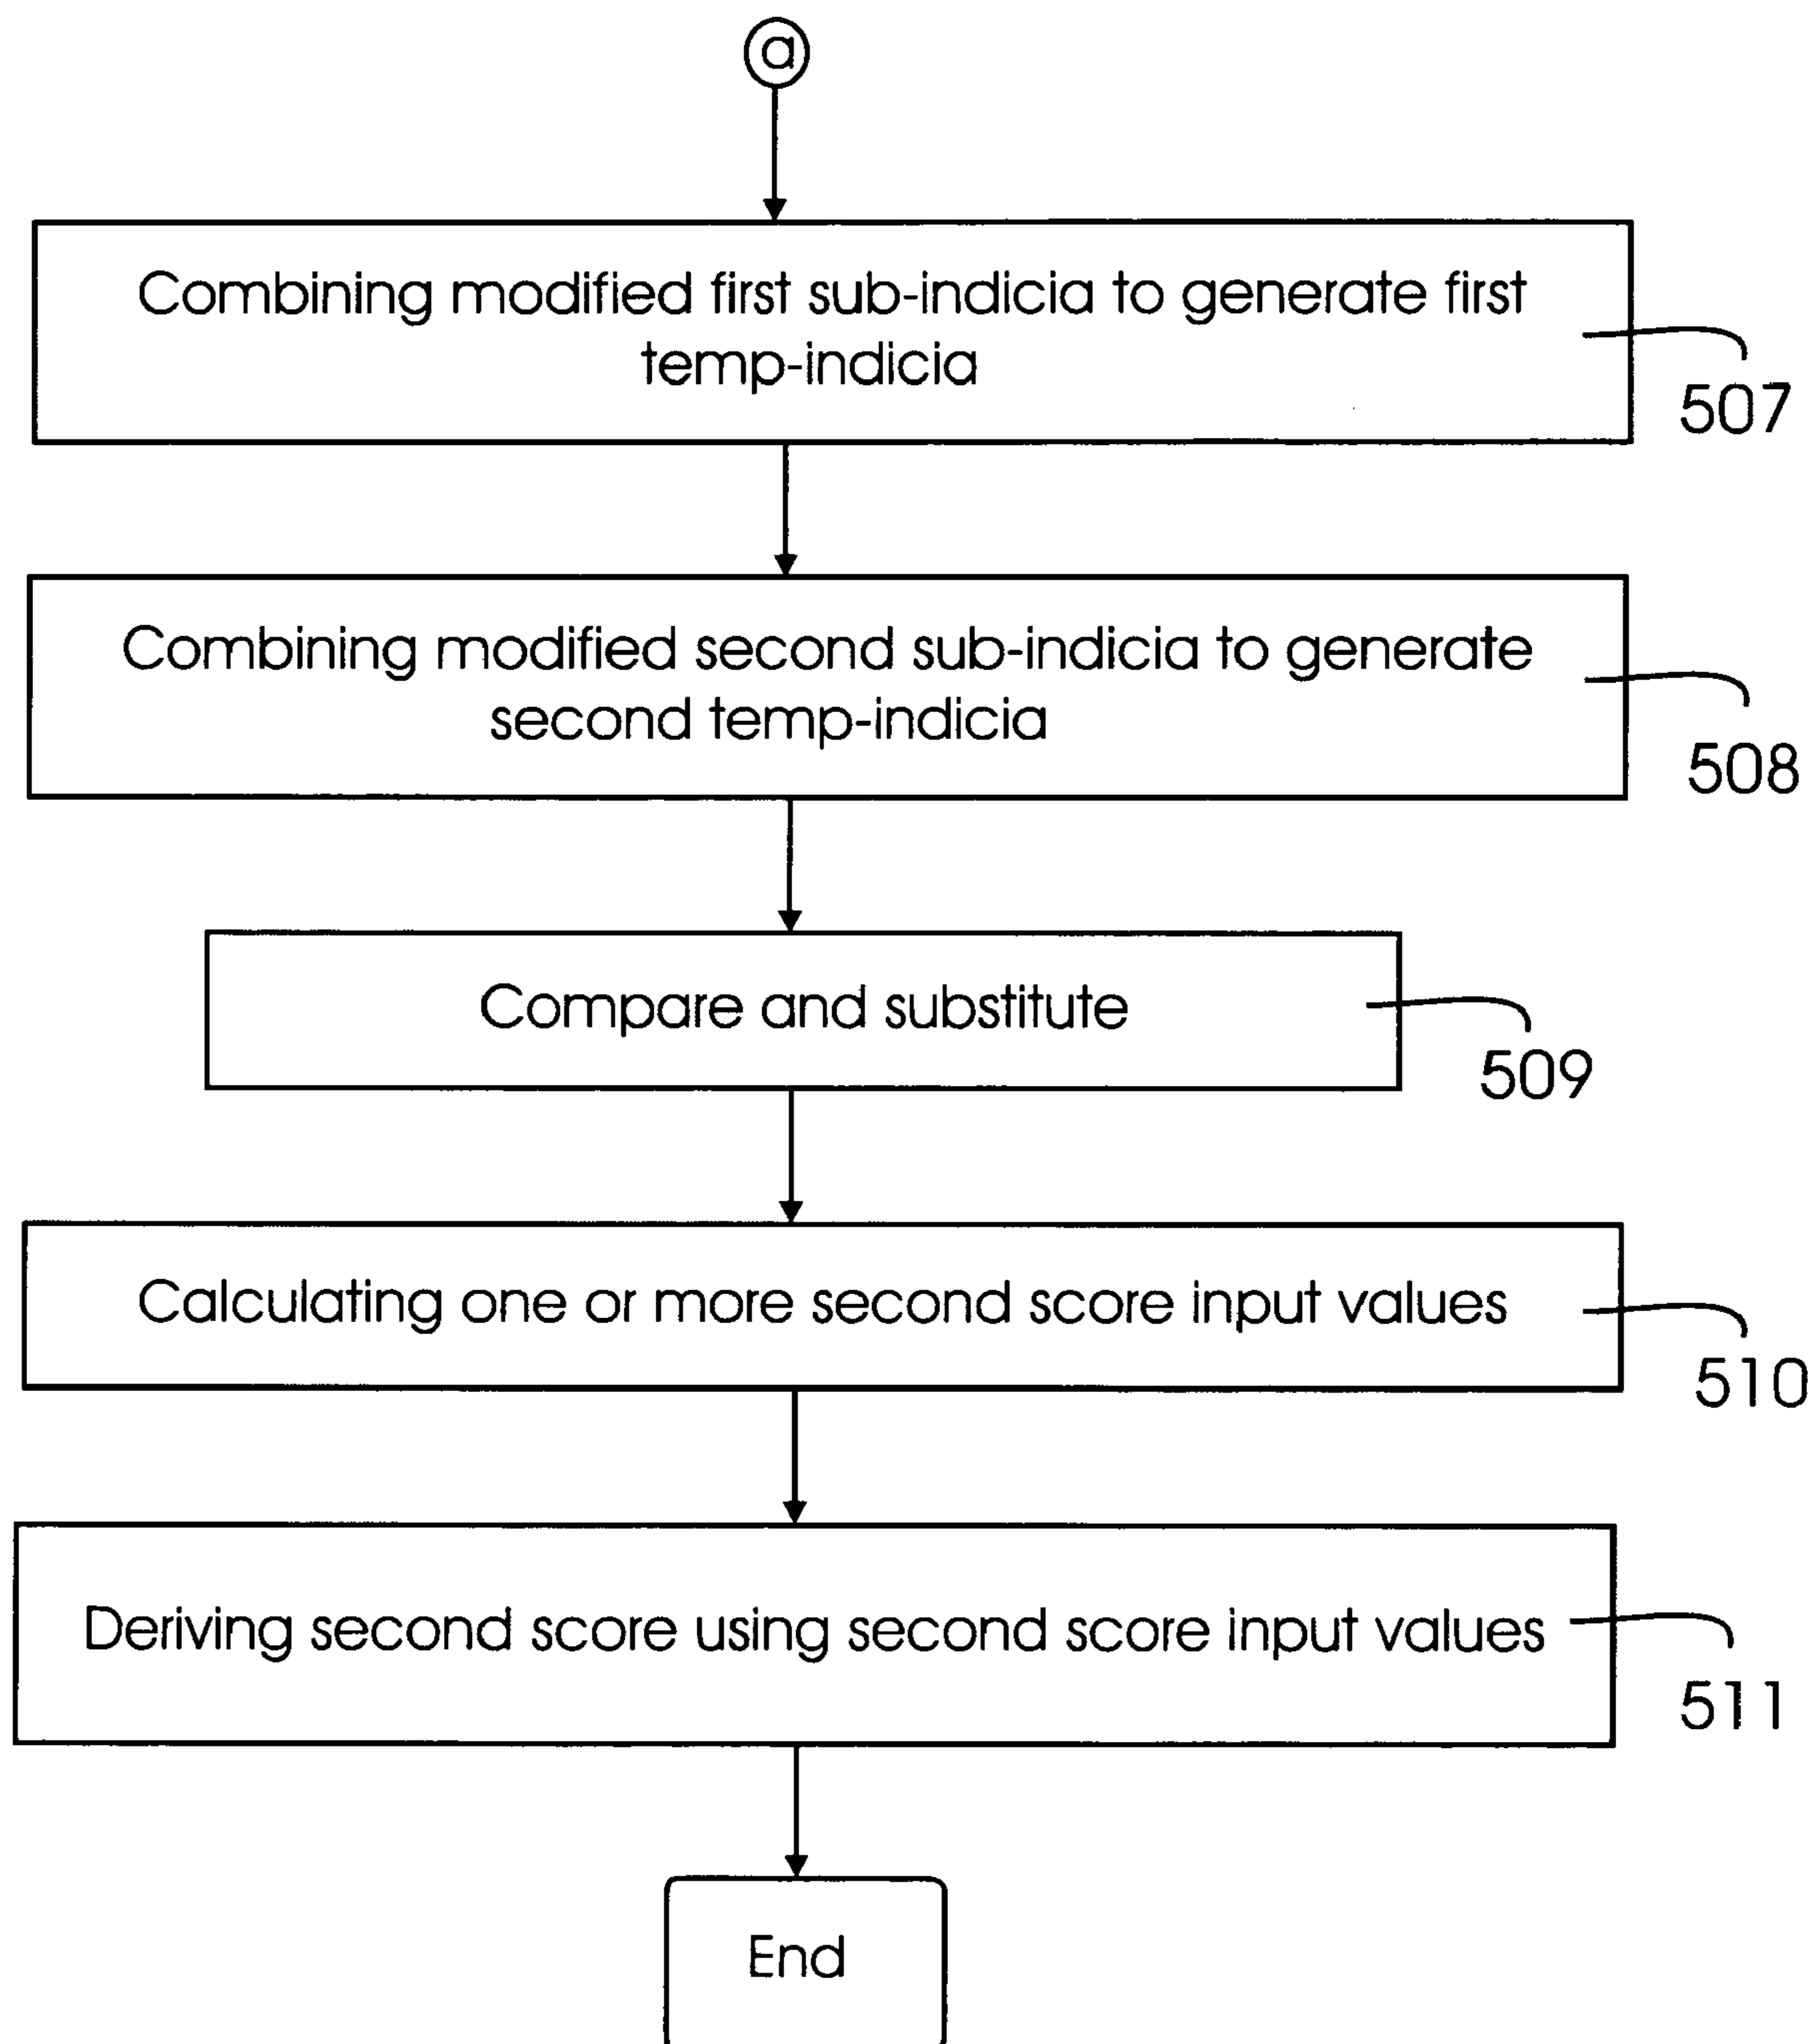 a
Combining modified first sub-indicia to generate first
temp-indicia
507
Combining modified second sub-indicia to generate
second temp-indicia
508
Compare and substitute
509
Calculating one or more second score input values
510
Deriving second score using second score input values
511
End